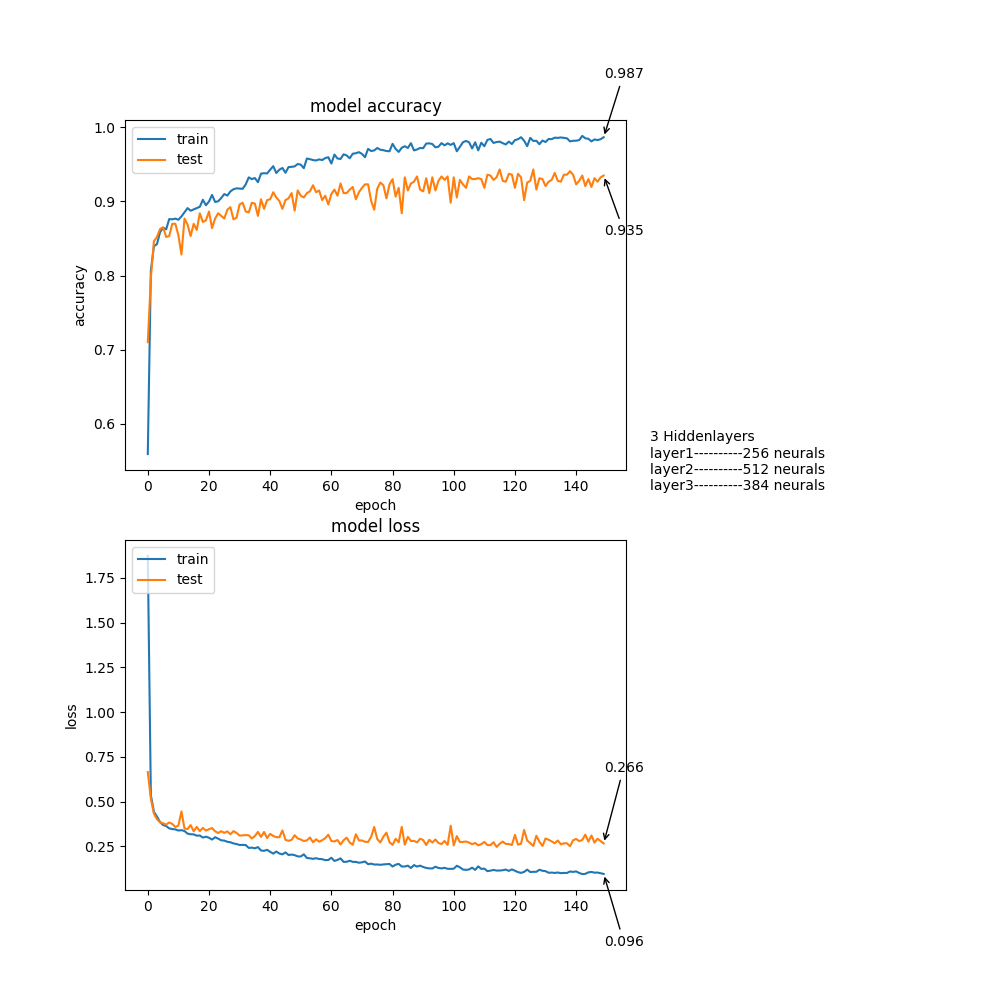 0.987
model accuracy
1.0
train
test
0.9
0.935
0.8
accuracy
0.7
0.6
3 Hiddenlayers
layer1----------256 neurals
layer2----------512 neurals
layer3----------384 neurals
0 20 40 60 80 100 120 140
epoch
model loss
train
test
1.75
1.50
1.25
1.00
loss
0.75
0.266
0.50
0.25
0 20 40 60 80 100 120 140
epoch
0.096